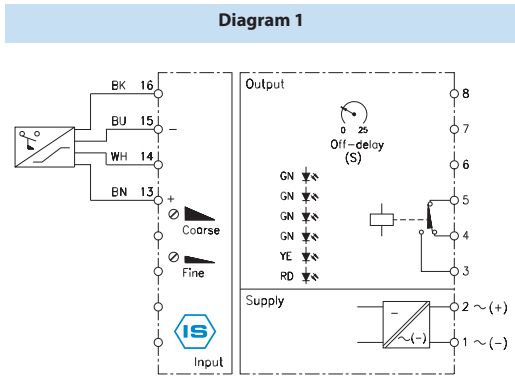 Diagram 1
BK 16
BU 15 −
WH 14
BN 13 +
Coarse
Fine
IS
Input
Output
0 25
Off-delay
(S)
GN
GN
GN
GN
YE
RD
8
7
6
5
4
3
Supply
−
~(−)
2 ~(+)
1 ~(−)